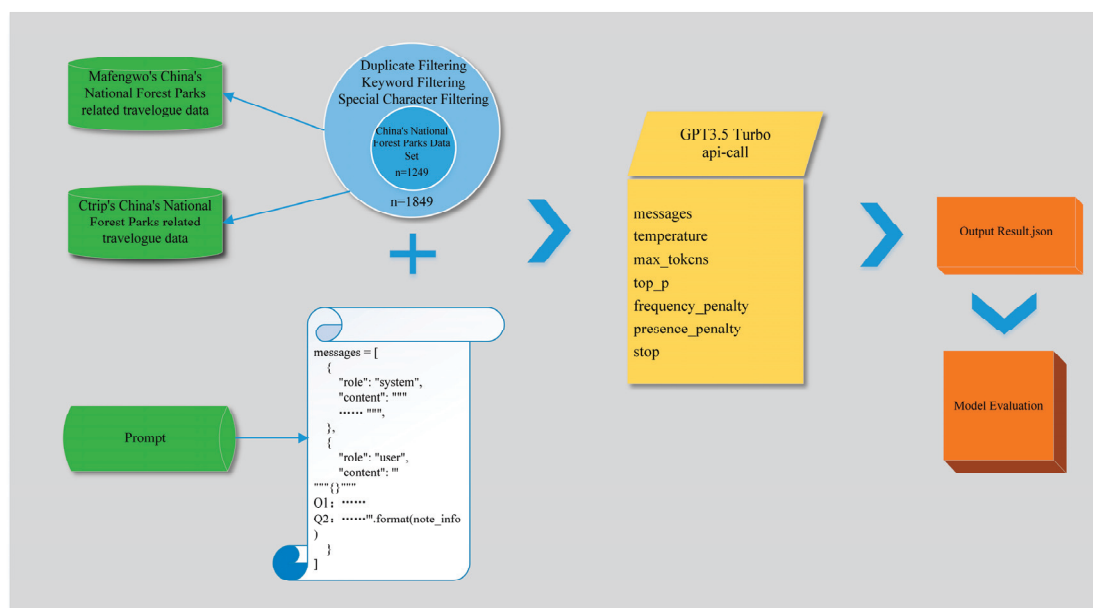 Mafengwo's China's
National Forest Parks
related travelogue data
Ctrip's China's National
Forest Parks related
travelogue data
Duplicate Filtering
Keyword Filtering
Special Character Filtering
China's National
Forest Parks Data
Set
n=1249
n=1849
Prompt
messages = [
{
"role": "system",
"content": """
...... """,
},
{
"role": "user",
"content": '''
"""{}"""
Q1: ......
Q2: ......'''.format(note_info
)
}
]
GPT3.5 Turbo
api-call
messages
temperature
max_tokens
top_p
frequency_penalty
presence_penalty
stop
Output Result.json
Model Evaluation